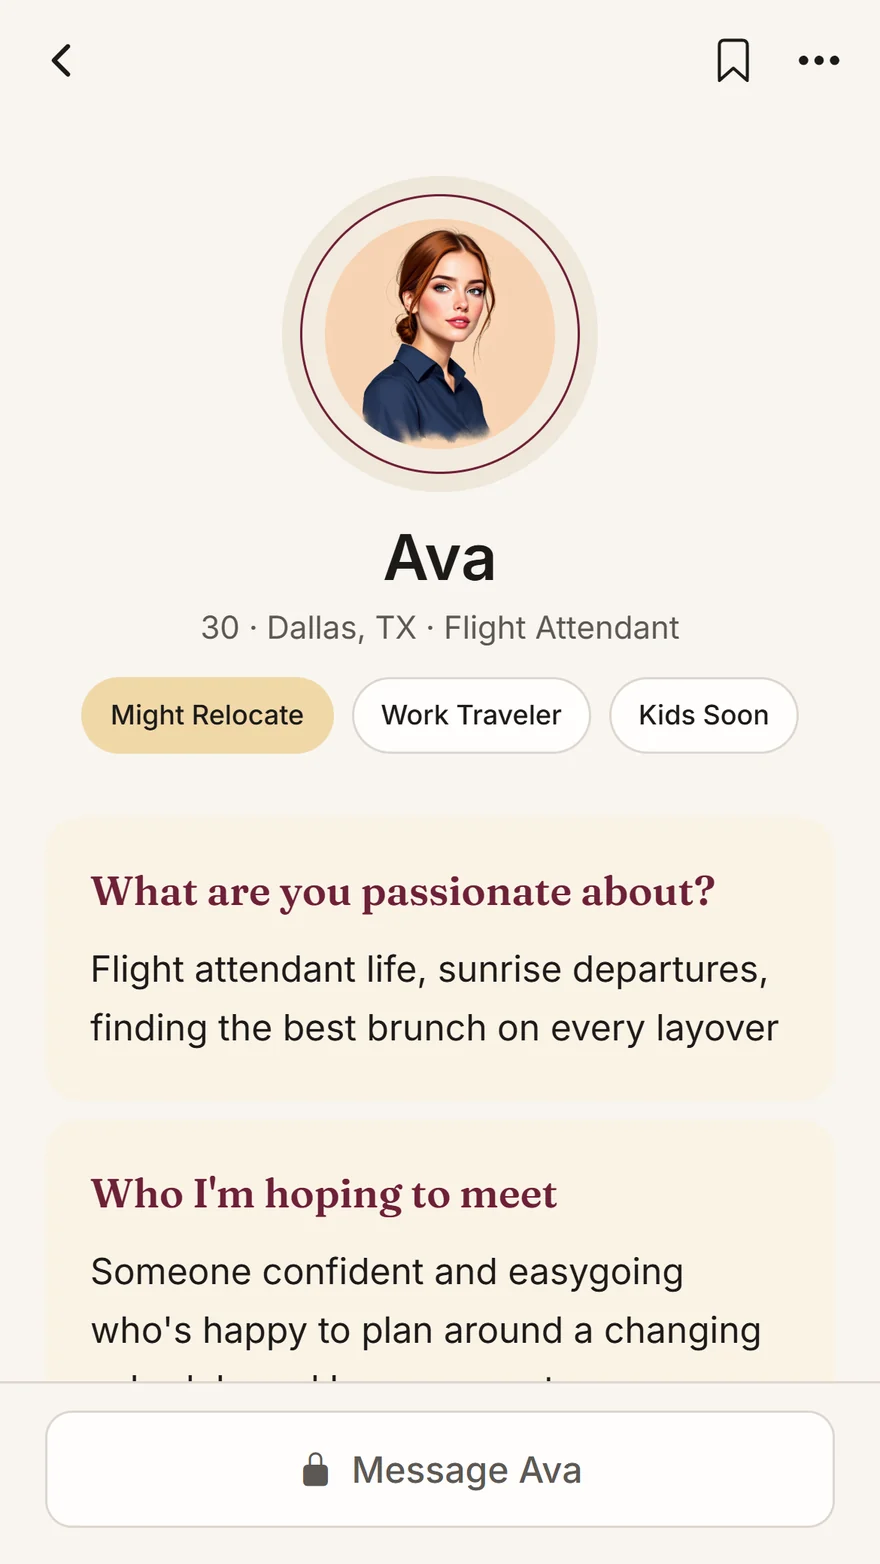 Ava
30 · Dallas, TX · Flight Attendant
Might Relocate Work Traveler Kids Soon
What are you passionate about?
Flight attendant life, sunrise departures,
finding the best brunch on every layover
Who I'm hoping to meet
Someone confident and easygoing
who's happy to plan around a changing
Message Ava